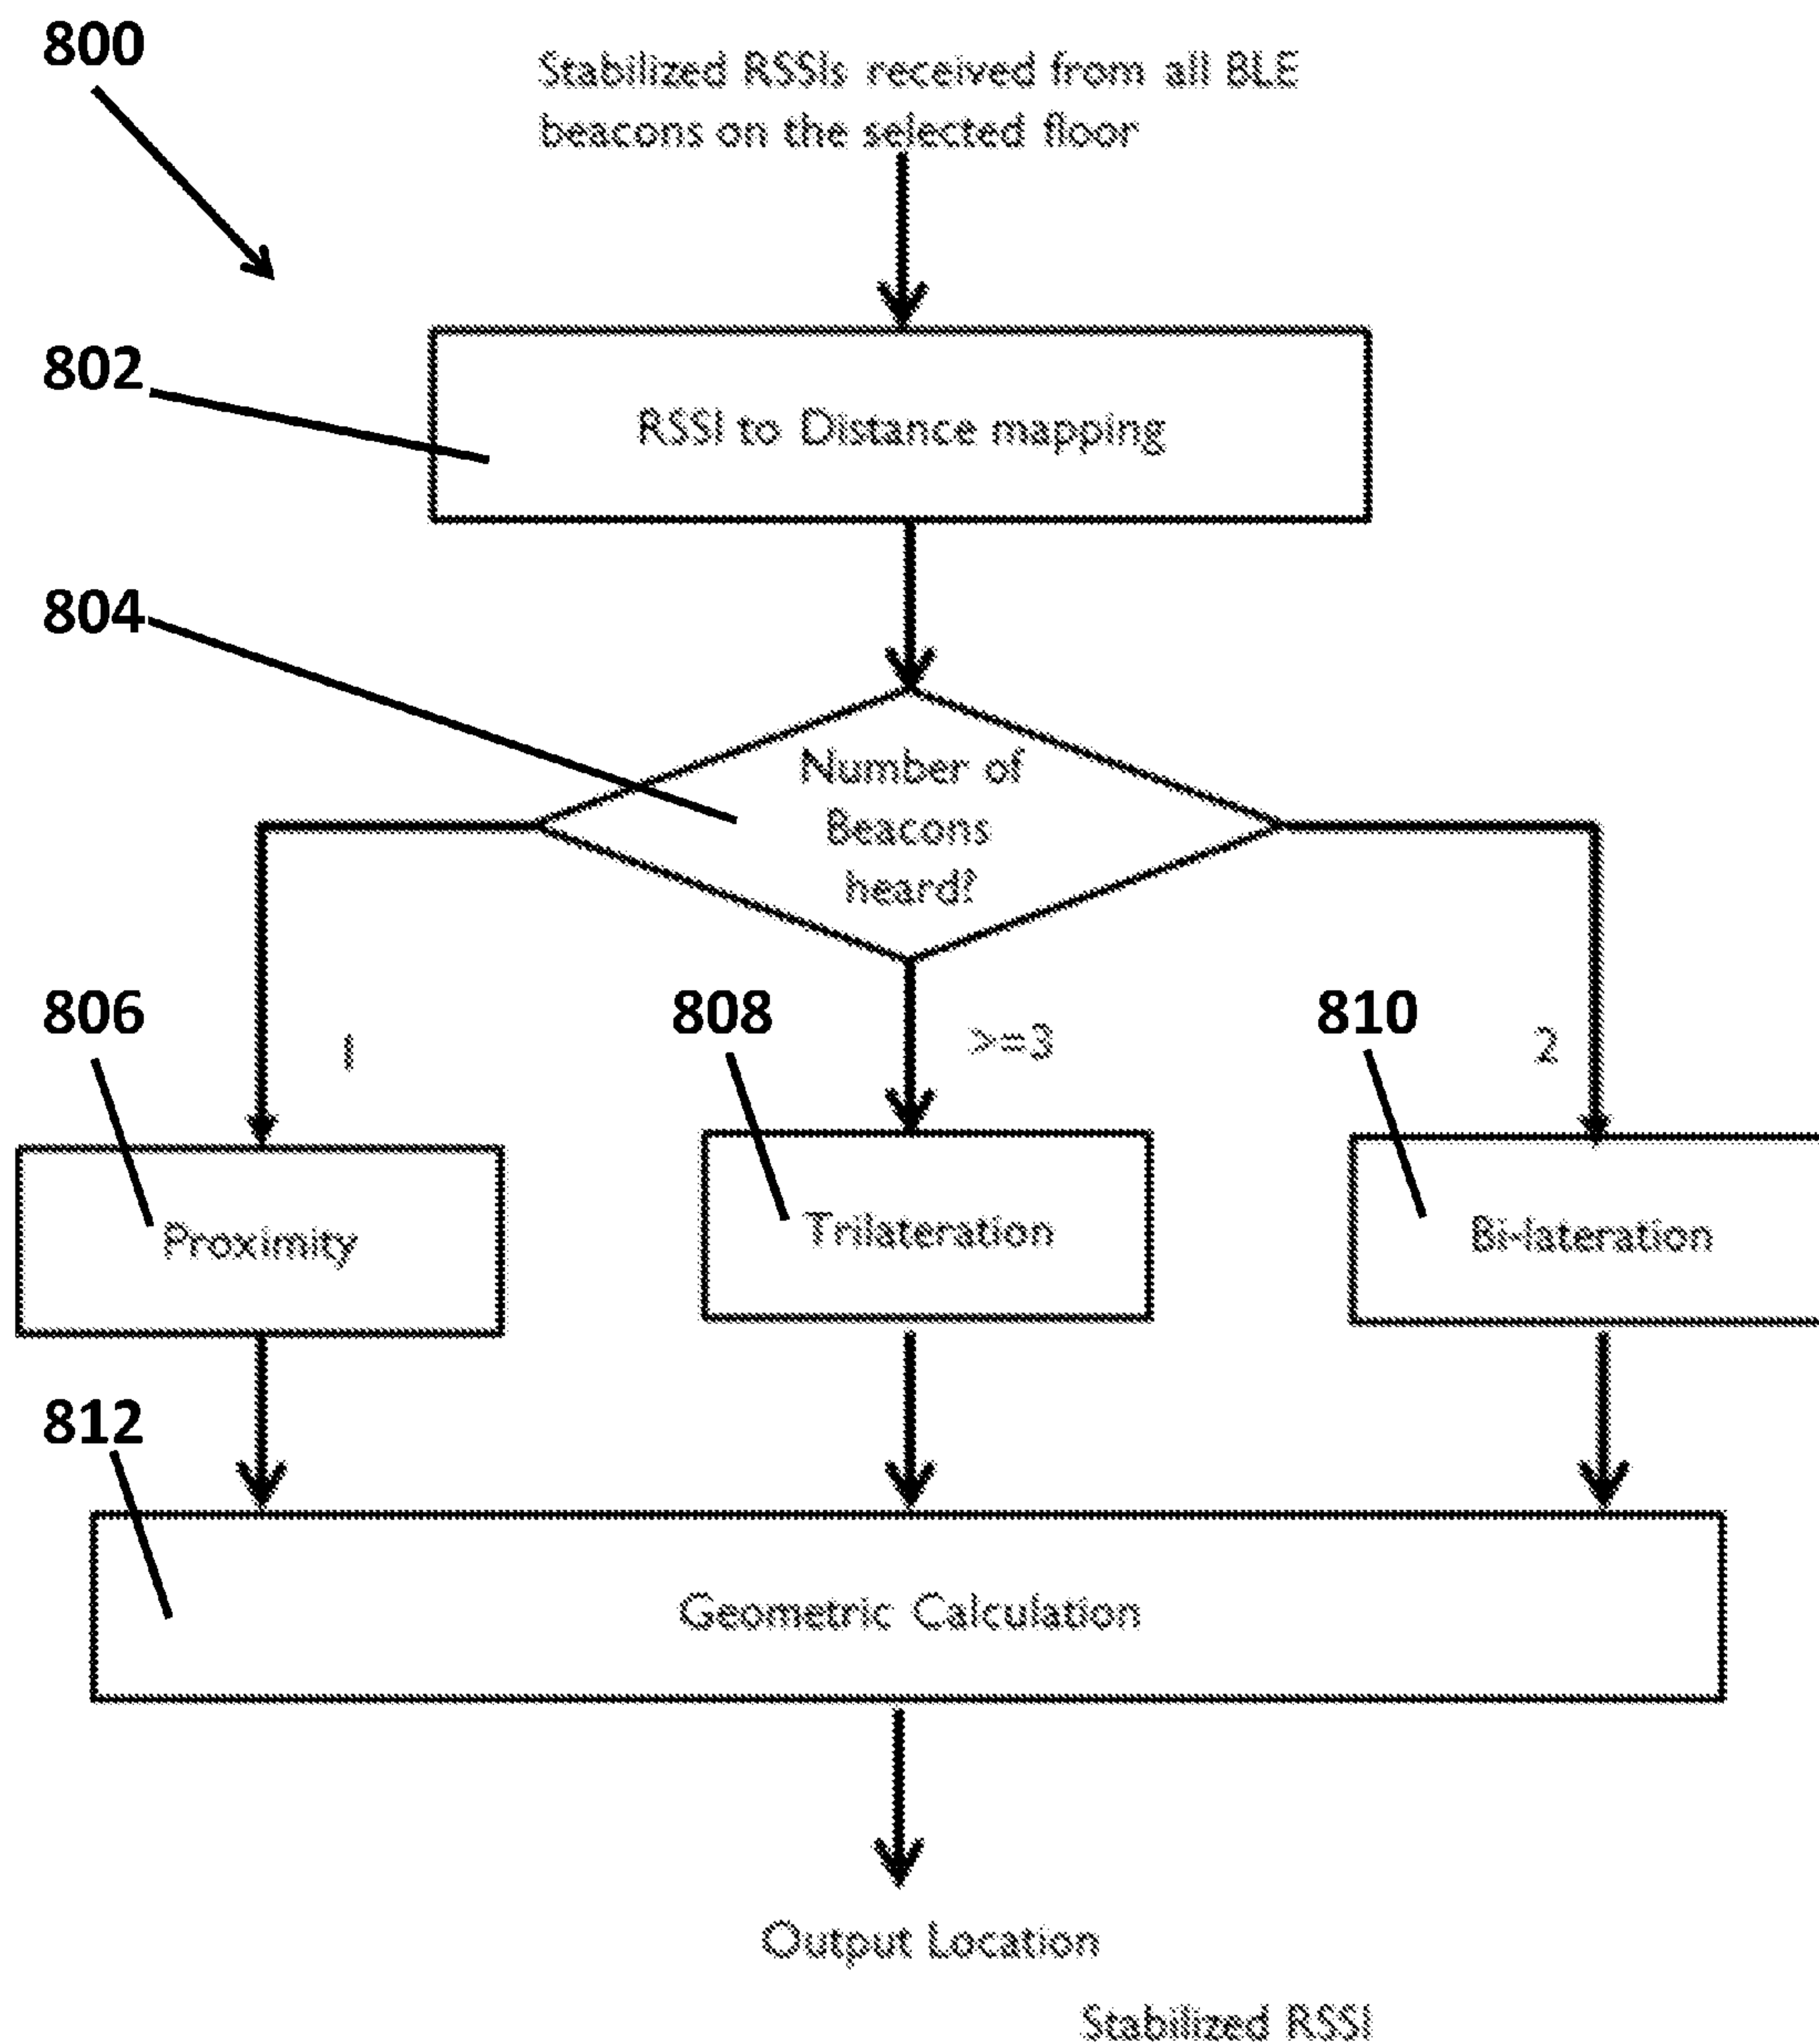 800
Stabilized RSSIs received from all BLE
beacons on the selected floor
802
RSSI to Distance mapping
804
Number of
Beacons
heard?
806
1
808
>=3
810
2
Proximity
Trilateration
Bi-lateration
812
Geometric Calculation
Output Location
Stabilized RSSI